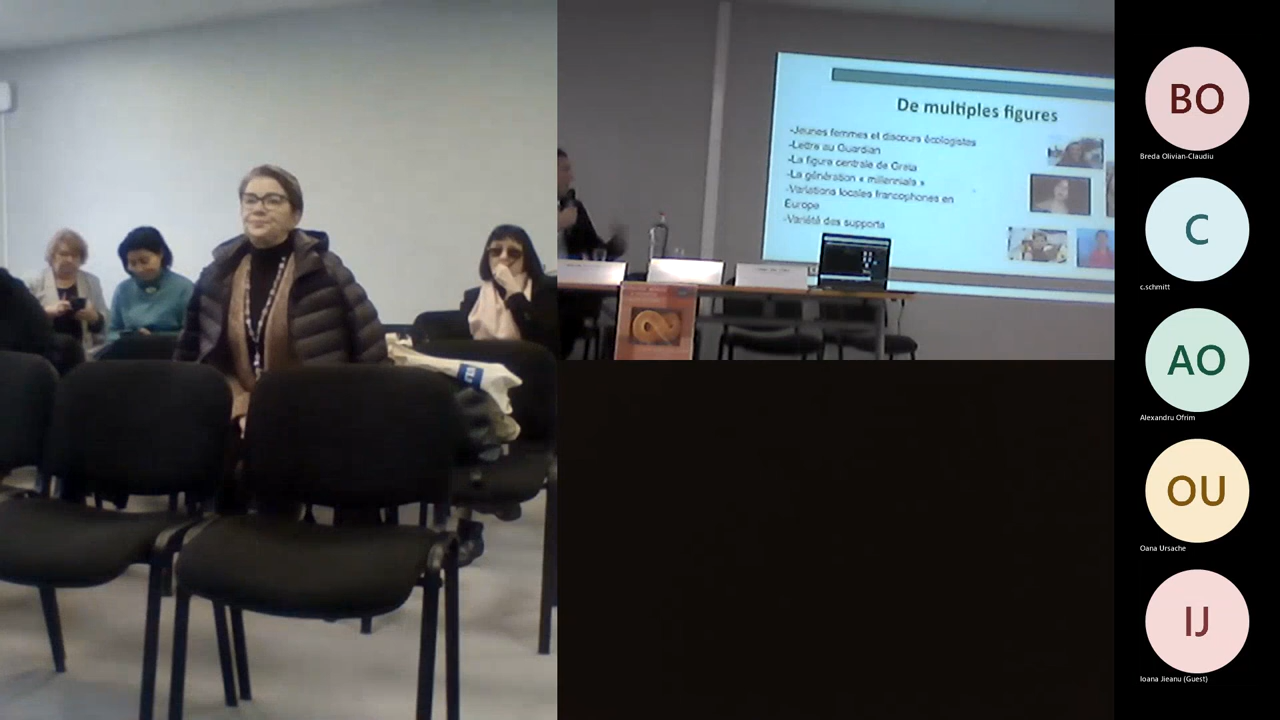 De multiples figures
-Jeunes femmes et discours écologistes
-Lettre au Guardian
-La figure centrale de Greta
-La génération « millennials »
-Variations locales francophones en
Europe
-Variété des supports
BO
Breda Olivian-Claudiu
C
c.schmitt
AO
Alexandru Ofrim
OU
Oana Ursache
IJ
Ioana Jieanu (Guest)